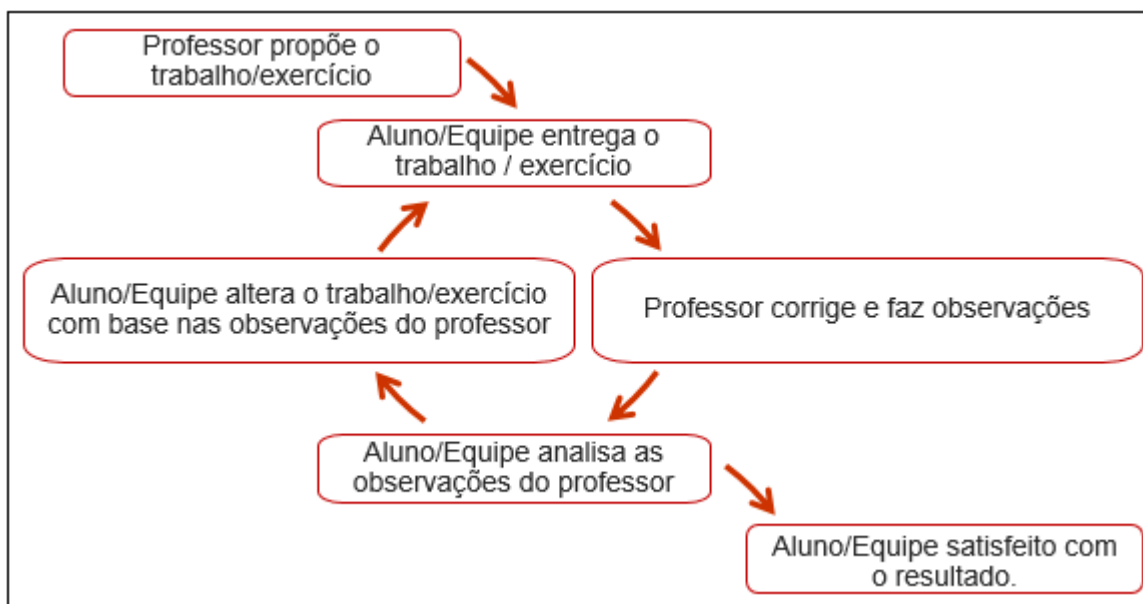 Professor propõe o
trabalho/exercício
Aluno/Equipe entrega o
trabalho / exercício
Aluno/Equipe altera o trabalho/exercício
com base nas observações do professor
Professor corrige e faz observações
Aluno/Equipe analisa as
observações do professor
Aluno/Equipe satisfeito com
o resultado.